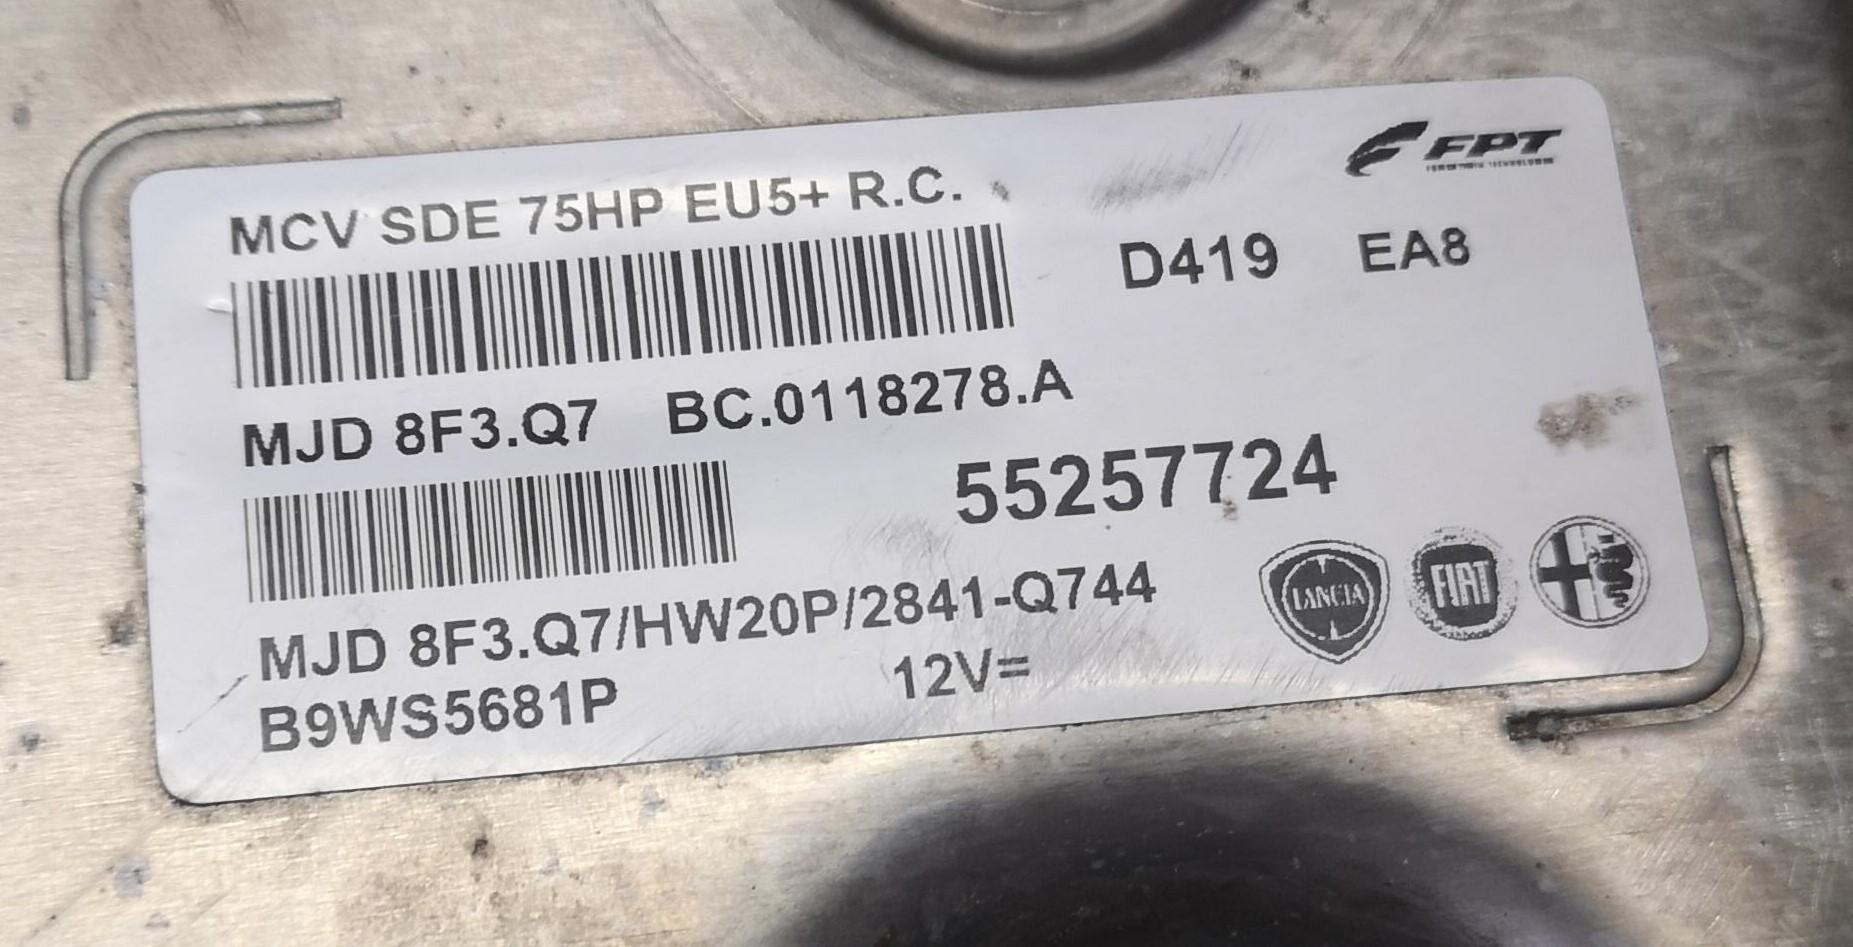 FPT
MCV SDE 75HP EU5+ R.C.
D419 EA8
MJD 8F3.Q7 BC.0118278.A
55257724
LANCIA FIAT
MJD 8F3.Q7/HW20P/2841-Q744
B9WS5681P 12V=